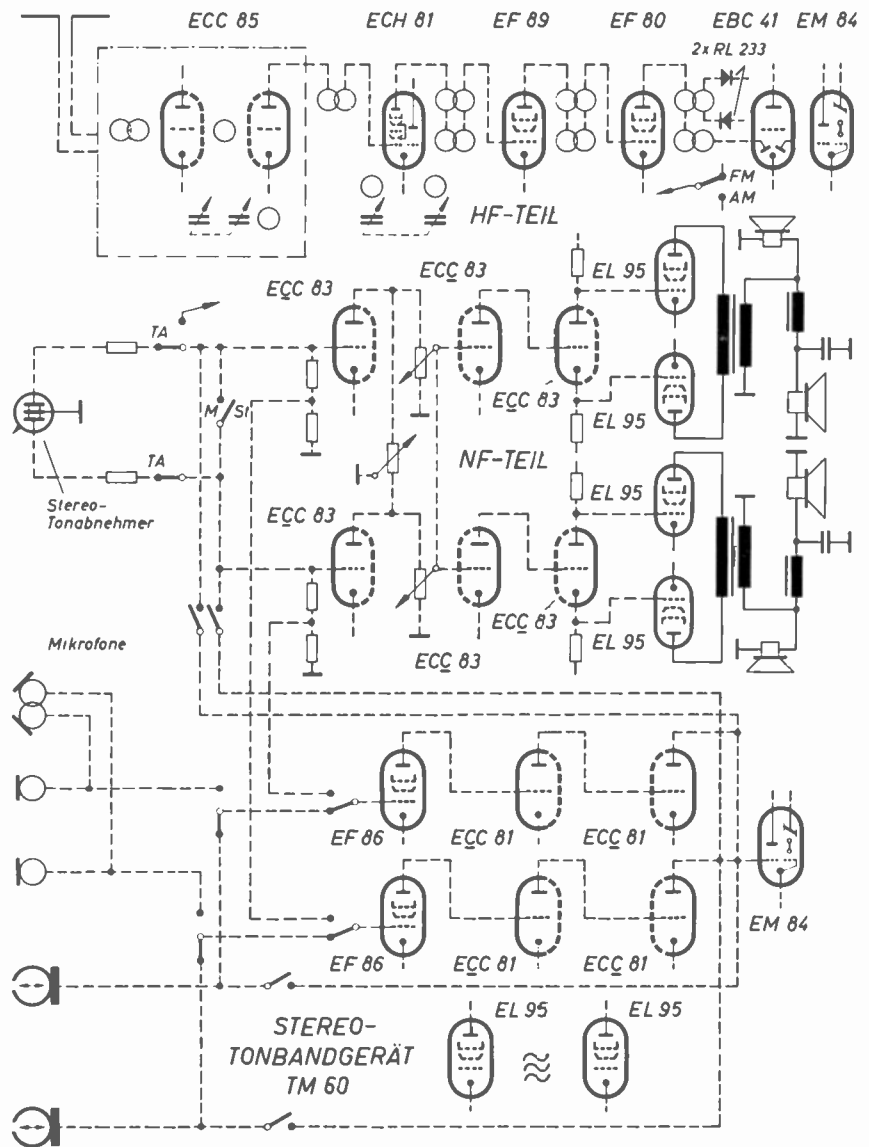 ECC 85
ECH 81
EF 89
EF 80
EBC 41
EM 84
2x RL 233
FM
AM
HF-TEIL
ECC 83
ECC 83
EL 95
TA
ECC 83
M
St
EL 95
TA
NF-TEIL
Stereo-
Tonabnehmer
ECC 83
EL 95
ECC 83
Mikrofone
ECC 83
EL 95
EF 86
ECC 81
ECC 81
EM 84
EF 86
ECC 81
ECC 81
EL 95
EL 95
STEREO-
TONBANDGERÄT
TM 60